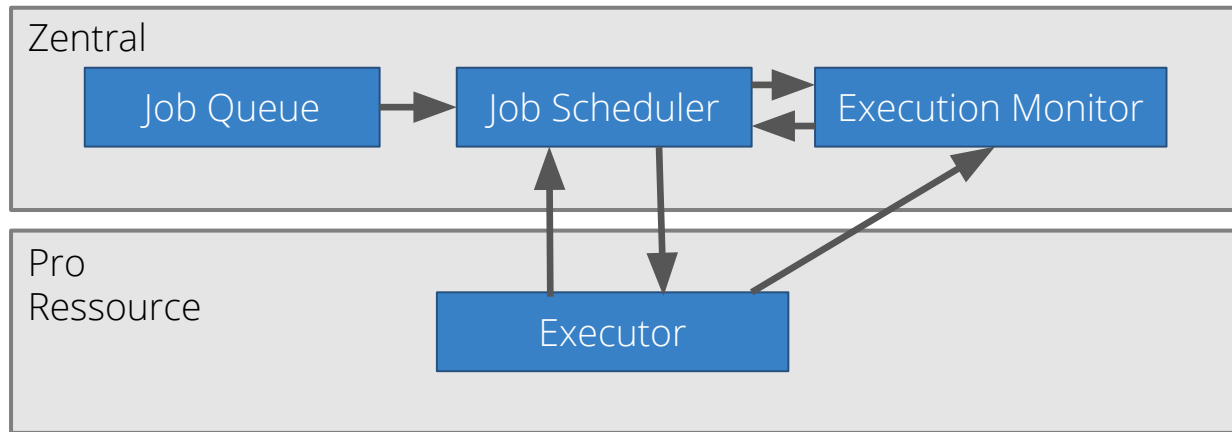 Zentral
Job Queue
Job Scheduler
Execution Monitor
Pro
Ressource
Executor